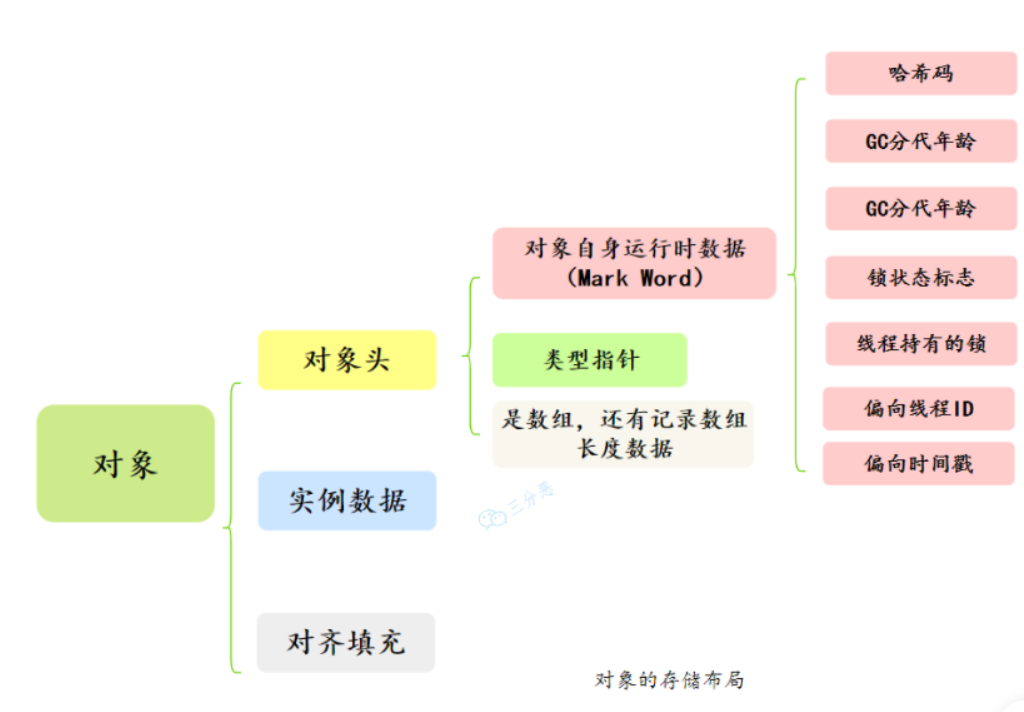 对象
对象头
实例数据
对齐填充
对象自身运行时数据
（Mark Word）
类型指针
是数组，还有记录数组
长度数据
哈希码
GC分代年龄
GC分代年龄
锁状态标志
线程持有的锁
偏向线程ID
偏向时间戳
三分恶
对象的存储布局